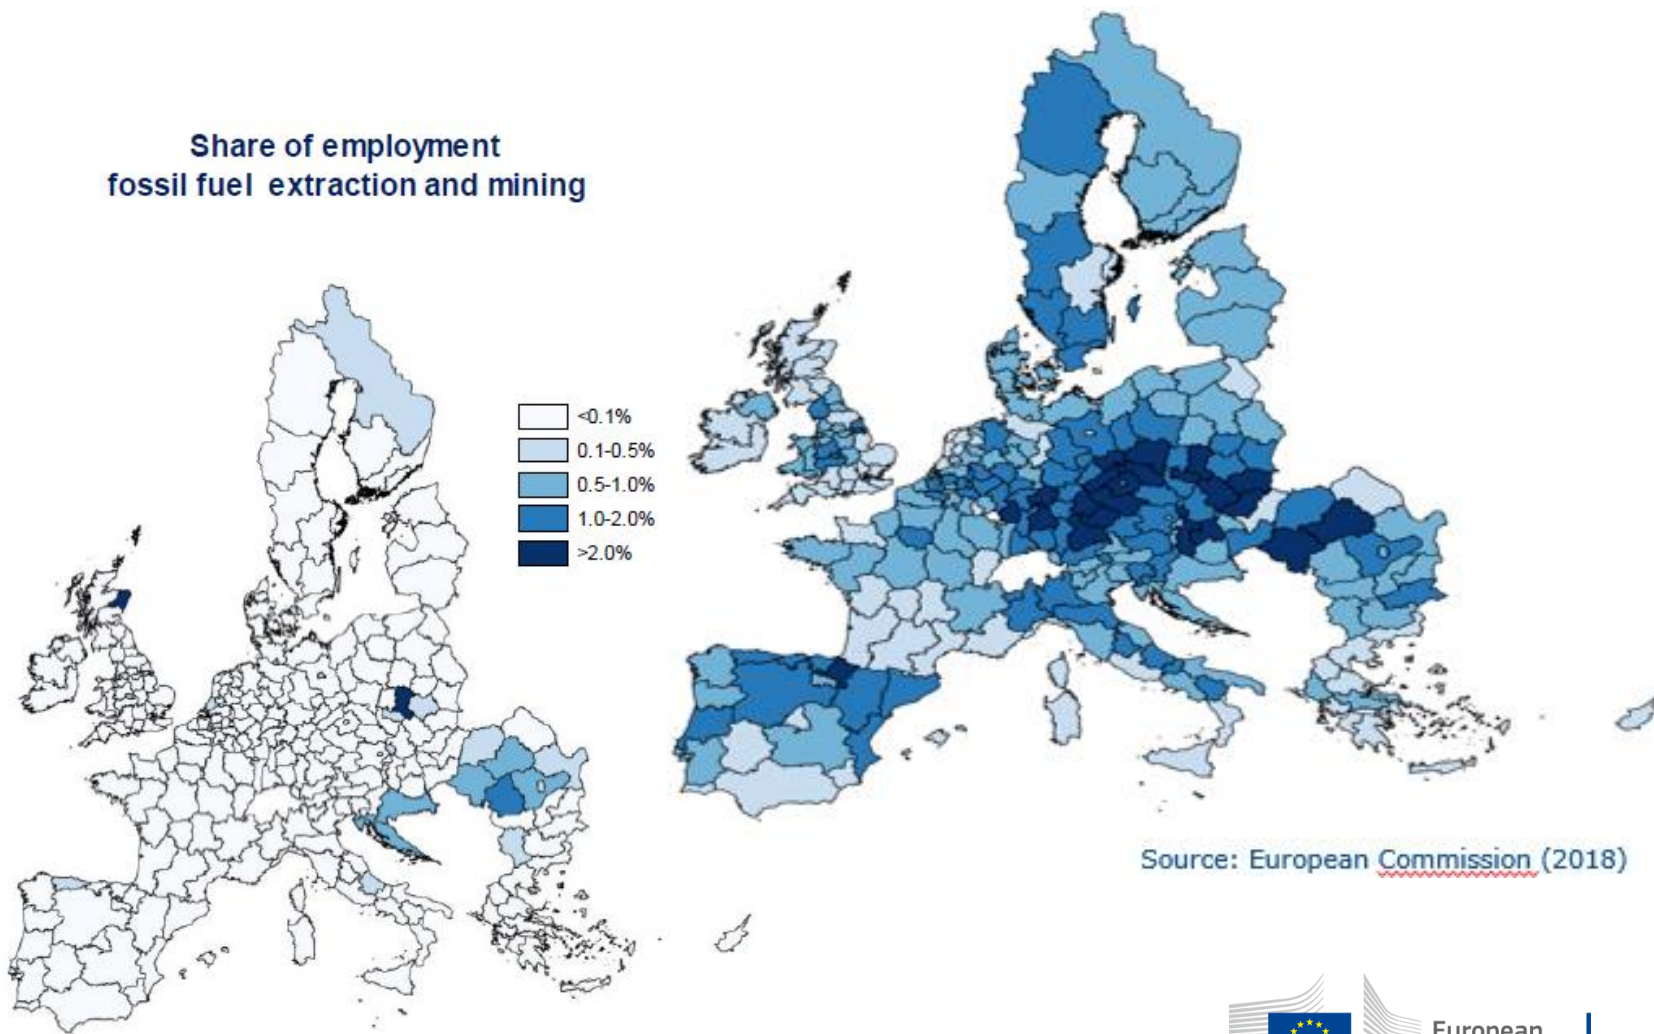 Share of employment
fossil fuel extraction and mining
<0.1%
0.1-0.5%
0.5-1.0%
1.0-2.0%
>2.0%
Source: European Commission (2018)
European